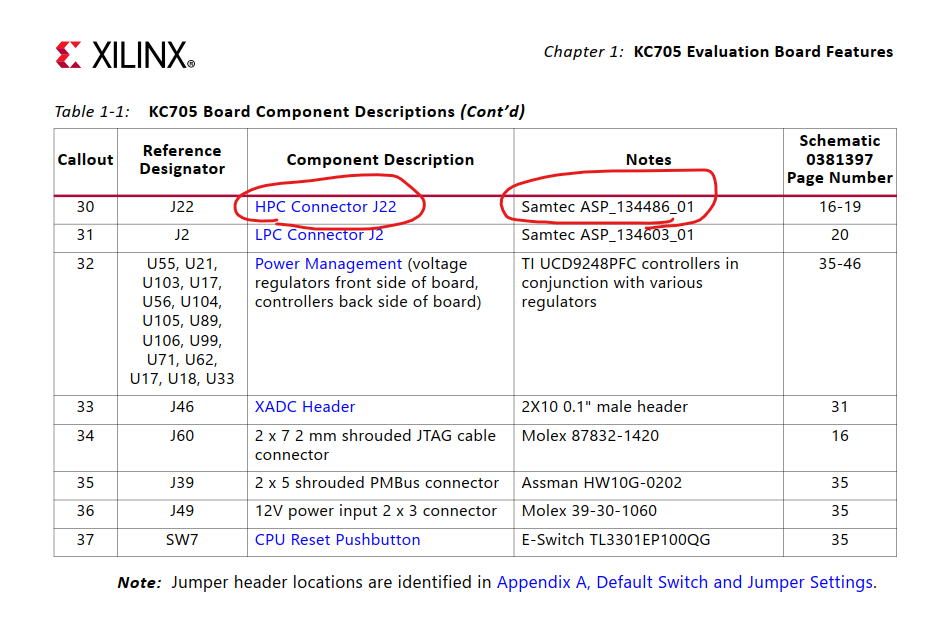 XILINX®
Chapter 1: KC705 Evaluation Board Features
Table 1-1: KC705 Board Component Descriptions (Cont’d)
Callout Reference Designator Component Description Notes Schematic 0381397 Page Number
30 J22 HPC Connector J22 Samtec ASP_134486_01 16-19
31 J2 LPC Connector J2 Samtec ASP_134603_01 20
32 U55, U21, Power Management (voltage TI UCD9248PFC controllers in 35-46
U103, U17, regulators front side of board, conjunction with various
U56, U104, controllers back side of board) regulators
U105, U89,
U106, U99,
U71, U62,
U17, U18, U33
33 J46 XADC Header 2X10 0.1" male header 31
34 J60 2 x 7 2 mm shrouded JTAG cable Molex 87832-1420 16
connector
35 J39 2 x 5 shrouded PMBus connector Assman HW10G-0202 35
36 J49 12V power input 2 x 3 connector Molex 39-30-1060 35
37 SW7 CPU Reset Pushbutton E-Switch TL3301EP100QG 35
Note: Jumper header locations are identified in Appendix A, Default Switch and Jumper Settings.